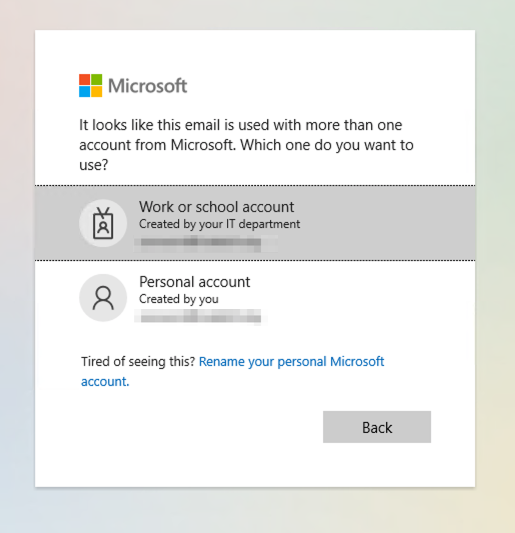 Microsoft
It looks like this email is used with more than one
account from Microsoft. Which one do you want to
use?
Work or school account
Created by your IT department
Personal account
Created by you
Tired of seeing this? Rename your personal Microsoft
account.
Back